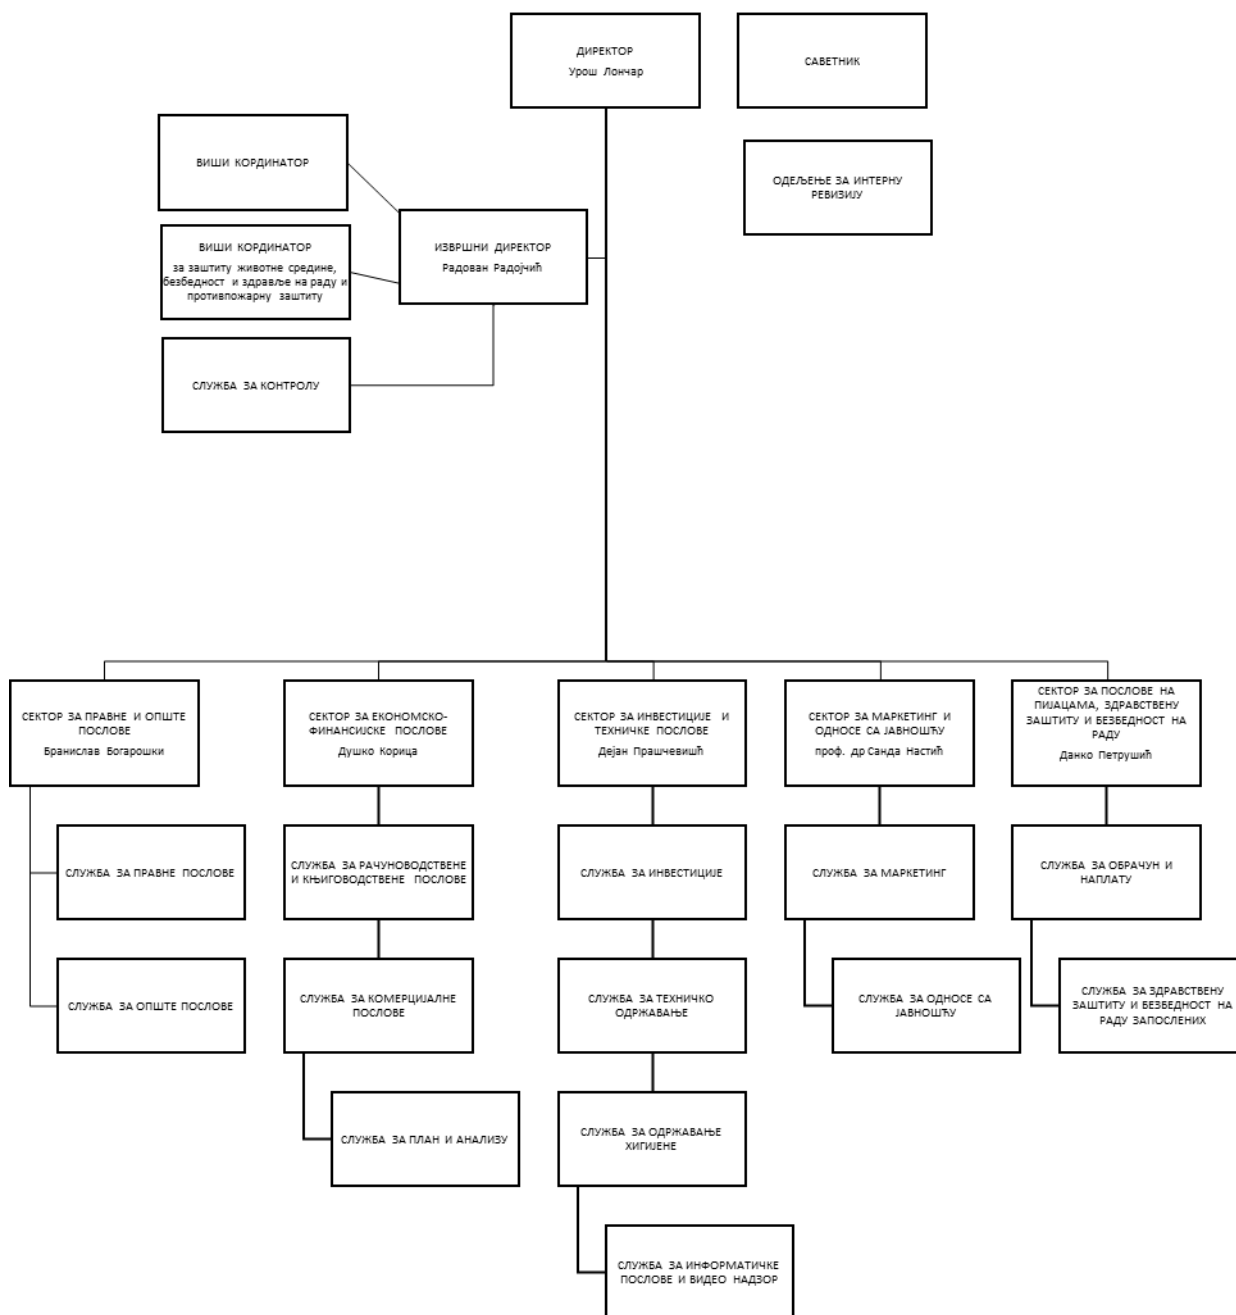 ДИРЕКТОР
Урош Лончар
САВЕТНИК
ВИШИ КОРДИНАТОР
ОДЕЉЕЊЕ ЗА ИНТЕРНУ
РЕВИЗИЈУ
ВИШИ КОРДИНАТОР
за заштиту животне средине,
безбедност и здравље на раду и
противпожарну заштиту
ИЗВРШНИ ДИРЕКТОР
Радован Радојчић
СЛУЖБА ЗА КОНТРОЛУ
СЕКТОР ЗА ПРАВНЕ И ОПШТЕ
ПОСЛОВЕ
Бранислав Богарошки
СЕКТОР ЗА ЕКОНОМСКО-
ФИНАНСИЈСКЕ ПОСЛОВЕ
Душко Корица
СЕКТОР ЗА ИНВЕСТИЦИЈЕ И
ТЕХНИЧКЕ ПОСЛОВЕ
Дејан Прашчевишћ
СЕКТОР ЗА МАРКЕТИНГ И
ОДНОСЕ СА ЈАВНОШЋУ
проф. др Санда Настић
СЕКТОР ЗА ПОСЛОВЕ НА
ПИЈАЦАМА, ЗДРАВСТВЕНУ
ЗАШТИТУ И БЕЗБЕДНОСТ НА
РАДУ
Данко Петрушић
СЛУЖБА ЗА ПРАВНЕ ПОСЛОВЕ
СЛУЖБА ЗА РАЧУНОВОДСТВЕНЕ
И КЊИГОВОДСТВЕНЕ ПОСЛОВЕ
СЛУЖБА ЗА ИНВЕСТИЦИЈЕ
СЛУЖБА ЗА МАРКЕТИНГ
СЛУЖБА ЗА ОБРАЧУН И
НАПЛАТУ
СЛУЖБА ЗА ОПШТЕ ПОСЛОВЕ
СЛУЖБА ЗА КОМЕРЦИЈАЛНЕ
ПОСЛОВЕ
СЛУЖБА ЗА ТЕХНИЧКО
ОДРЖАВАЊЕ
СЛУЖБА ЗА ОДНОСЕ СА
ЈАВНОШЋУ
СЛУЖБА ЗА ЗДРАВСТВЕНУ
ЗАШТИТУ И БЕЗБЕДНОСТ НА
РАДУ ЗАПОСЛЕНИХ
СЛУЖБА ЗА ПЛАН И АНАЛИЗУ
СЛУЖБА ЗА ОДРЖАВАЊЕ
ХИГИЈЕНЕ
СЛУЖБА ЗА ИНФОРМАТИЧКЕ
ПОСЛОВЕ И ВИДЕО НАДЗОР